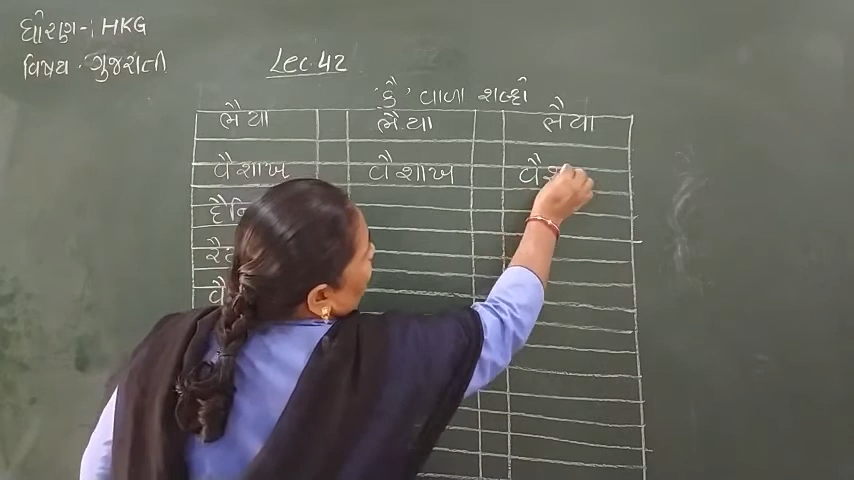 ધોરણ-: HKG
વિષય - ગુજરાતી
Lec. 42
'કૈ' વાળા શબ્દો
ભૈયા ભૈયા ભૈયા
વૈશાખ વૈશાખ વૈશ